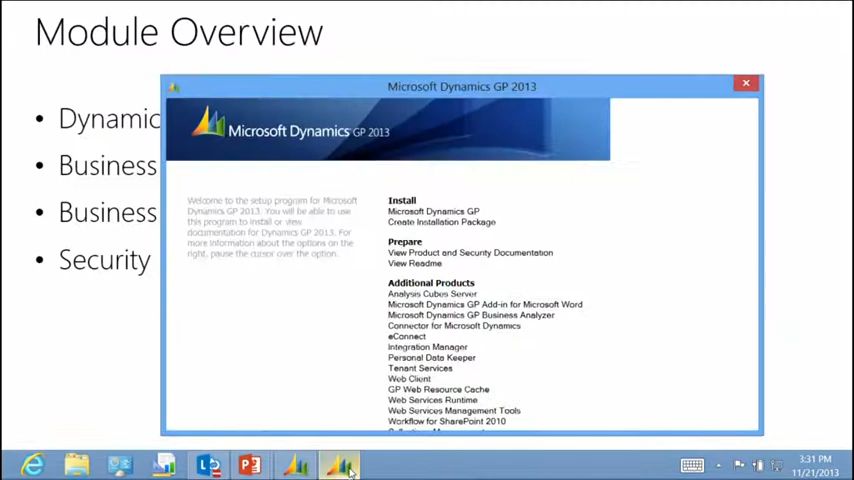 Module Overview
Microsoft Dynamics GP 2013
• Dynamic
• Business
• Business
• Security
Microsoft Dynamics GP 2013
Welcome to the setup program for Microsoft
Dynamics GP 2013. You will be able to use
this program to install or view
documentation for Dynamics GP 2013. For
more information about the options on the
right, pause the cursor over the option.
Install
Microsoft Dynamics GP
Create Installation Package
Prepare
View Product and Security Documentation
View Readme
Additional Products
Analysis Cubes Server
Microsoft Dynamics GP Add-in for Microsoft Word
Microsoft Dynamics GP Business Analyzer
Connector for Microsoft Dynamics
eConnect
Integration Manager
Personal Data Keeper
Tenant Services
Web Client
GP Web Resource Cache
Web Services Runtime
Web Services Management Tools
Workflow for SharePoint 2010
3:31 PM
11/21/2013